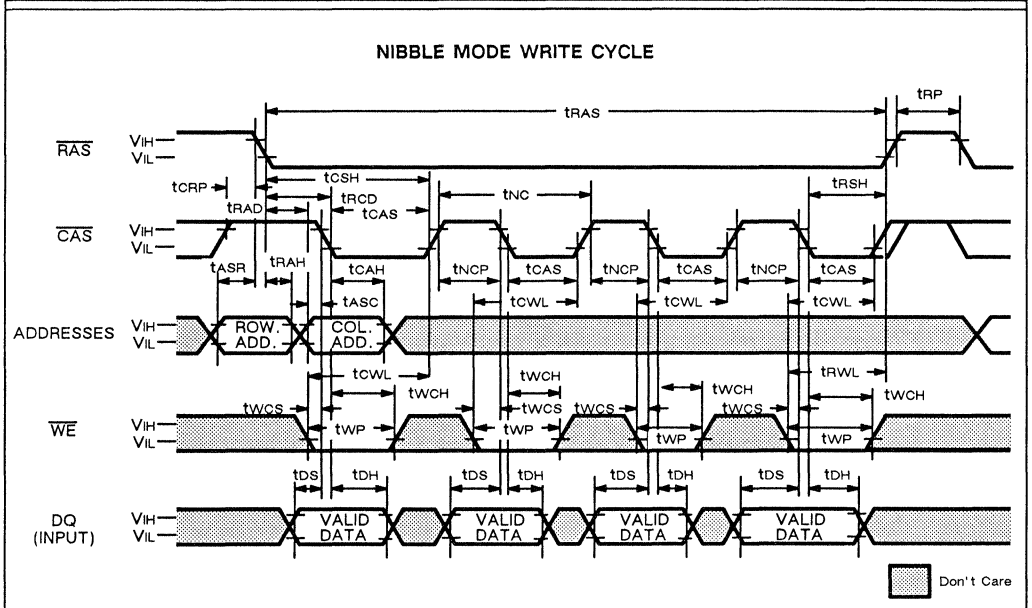 NIBBLE MODE WRITE CYCLE
tRAS
tRP
RAS
VIH
VIL
tCSH
tCRP
tRCD
tNC
tRSH
tRAD
tCAS
CAS
VIH
VIL
tASR
tRAH
tCAH
tNCP
tCAS
tNCP
tCAS
tNCP
tCAS
tASC
tCWL
tCWL
tCWL
ADDRESSES
VIH
VIL
ROW.
ADD.
COL.
ADD.
tCWL
tRWL
tWCH
tWCH
tWCH
tWCH
tWCS
tWCS
tWCS
tWCS
WE
VIH
VIL
tWP
tWP
tWP
tWP
tDS
tDH
tDS
tDH
tDS
tDH
tDS
tDH
DQ
(INPUT)
VIH
VIL
VALID
DATA
VALID
DATA
VALID
DATA
VALID
DATA
Don't Care